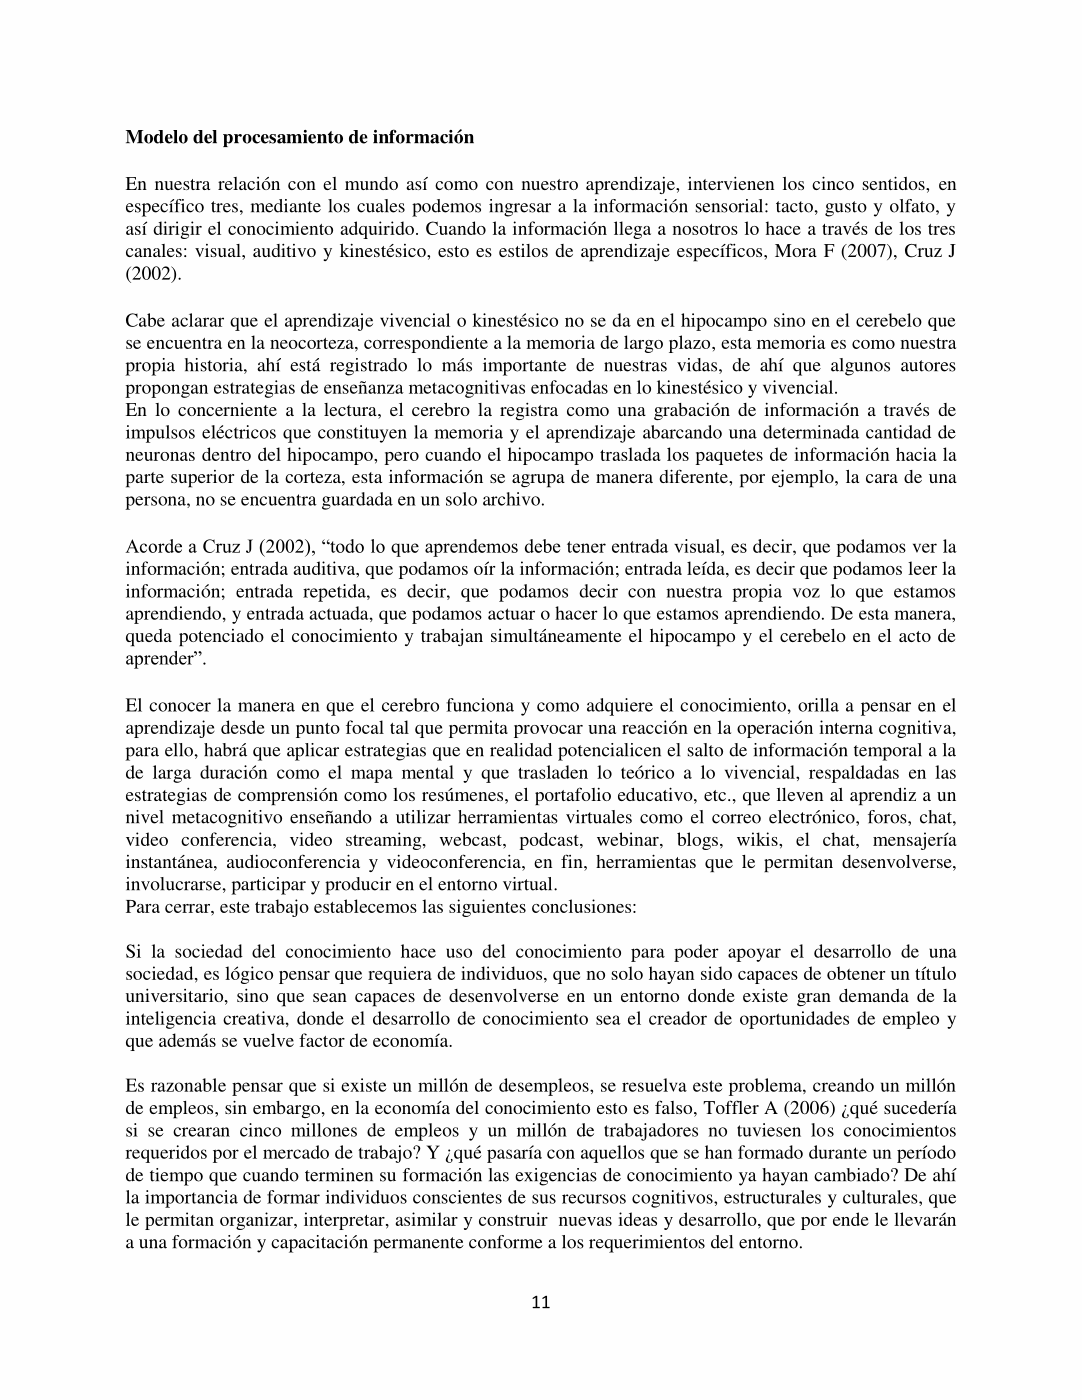 Modelo del procesamiento de información
En nuestra relación con el mundo así como con nuestro aprendizaje, intervienen los cinco sentidos, en
específico tres, mediante los cuales podemos ingresar a la información sensorial: tacto, gusto y olfato, y
así dirigir el conocimiento adquirido. Cuando la información llega a nosotros lo hace a través de los tres
canales: visual, auditivo y kinestésico, esto es estilos de aprendizaje específicos, Mora F (2007), Cruz J
(2002).
Cabe aclarar que el aprendizaje vivencial o kinestésico no se da en el hipocampo sino en el cerebelo que
se encuentra en la neocorteza, correspondiente a la memoria de largo plazo, esta memoria es como nuestra
propia historia, ahí está registrado lo más importante de nuestras vidas, de ahí que algunos autores
propongan estrategias de enseñanza metacognitivas enfocadas en lo kinestésico y vivencial.
En lo concerniente a la lectura, el cerebro la registra como una grabación de información a través de
impulsos eléctricos que constituyen la memoria y el aprendizaje abarcando una determinada cantidad de
neuronas dentro del hipocampo, pero cuando el hipocampo traslada los paquetes de información hacia la
parte superior de la corteza, esta información se agrupa de manera diferente, por ejemplo, la cara de una
persona, no se encuentra guardada en un solo archivo.
Acorde a Cruz J (2002), “todo lo que aprendemos debe tener entrada visual, es decir, que podamos ver la
información; entrada auditiva, que podamos oír la información; entrada leída, es decir que podamos leer la
información; entrada repetida, es decir, que podamos decir con nuestra propia voz lo que estamos
aprendiendo, y entrada actuada, que podamos actuar o hacer lo que estamos aprendiendo. De esta manera,
queda potenciado el conocimiento y trabajan simultáneamente el hipocampo y el cerebelo en el acto de
aprender”.
El conocer la manera en que el cerebro funciona y como adquiere el conocimiento, orilla a pensar en el
aprendizaje desde un punto focal tal que permita provocar una reacción en la operación interna cognitiva,
para ello, habrá que aplicar estrategias que en realidad potencialicen el salto de información temporal a la
de larga duración como el mapa mental y que trasladen lo teórico a lo vivencial, respaldadas en las
estrategias de comprensión como los resúmenes, el portafolio educativo, etc., que lleven al aprendiz a un
nivel metacognitivo enseñando a utilizar herramientas virtuales como el correo electrónico, foros, chat,
video conferencia, video streaming, webcast, podcast, webinar, blogs, wikis, el chat, mensajería
instantánea, audioconferencia y videoconferencia, en fin, herramientas que le permitan desenvolverse,
involucrarse, participar y producir en el entorno virtual.
Para cerrar, este trabajo establecemos las siguientes conclusiones:
Si la sociedad del conocimiento hace uso del conocimiento para poder apoyar el desarrollo de una
sociedad, es lógico pensar que requiera de individuos, que no solo hayan sido capaces de obtener un título
universitario, sino que sean capaces de desenvolverse en un entorno donde existe gran demanda de la
inteligencia creativa, donde el desarrollo de conocimiento sea el creador de oportunidades de empleo y
que además se vuelve factor de economía.
Es razonable pensar que si existe un millón de desempleos, se resuelva este problema, creando un millón
de empleos, sin embargo, en la economía del conocimiento esto es falso, Toffler A (2006) ¿qué sucedería
si se crearan cinco millones de empleos y un millón de trabajadores no tuviesen los conocimientos
requeridos por el mercado de trabajo? Y ¿qué pasaría con aquellos que se han formado durante un período
de tiempo que cuando terminen su formación las exigencias de conocimiento ya hayan cambiado? De ahí
la importancia de formar individuos conscientes de sus recursos cognitivos, estructurales y culturales, que
le permitan organizar, interpretar, asimilar y construir nuevas ideas y desarrollo, que por ende le llevarán
a una formación y capacitación permanente conforme a los requerimientos del entorno.
11